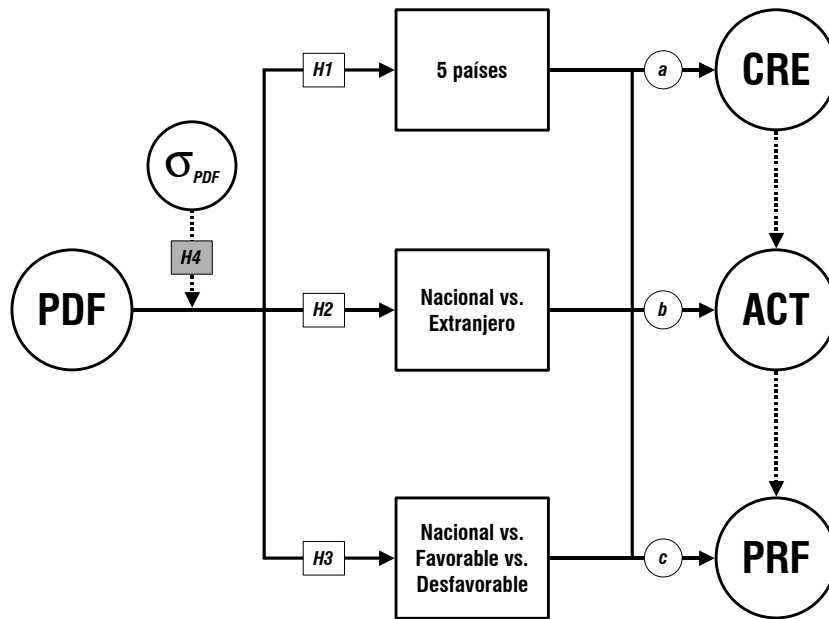 H1
5 países
a
CRE
σPDF
H4
PDF
H2
Nacional vs.
Extranjero
b
ACT
H3
Nacional vs.
Favorable vs.
Desfavorable
c
PRF